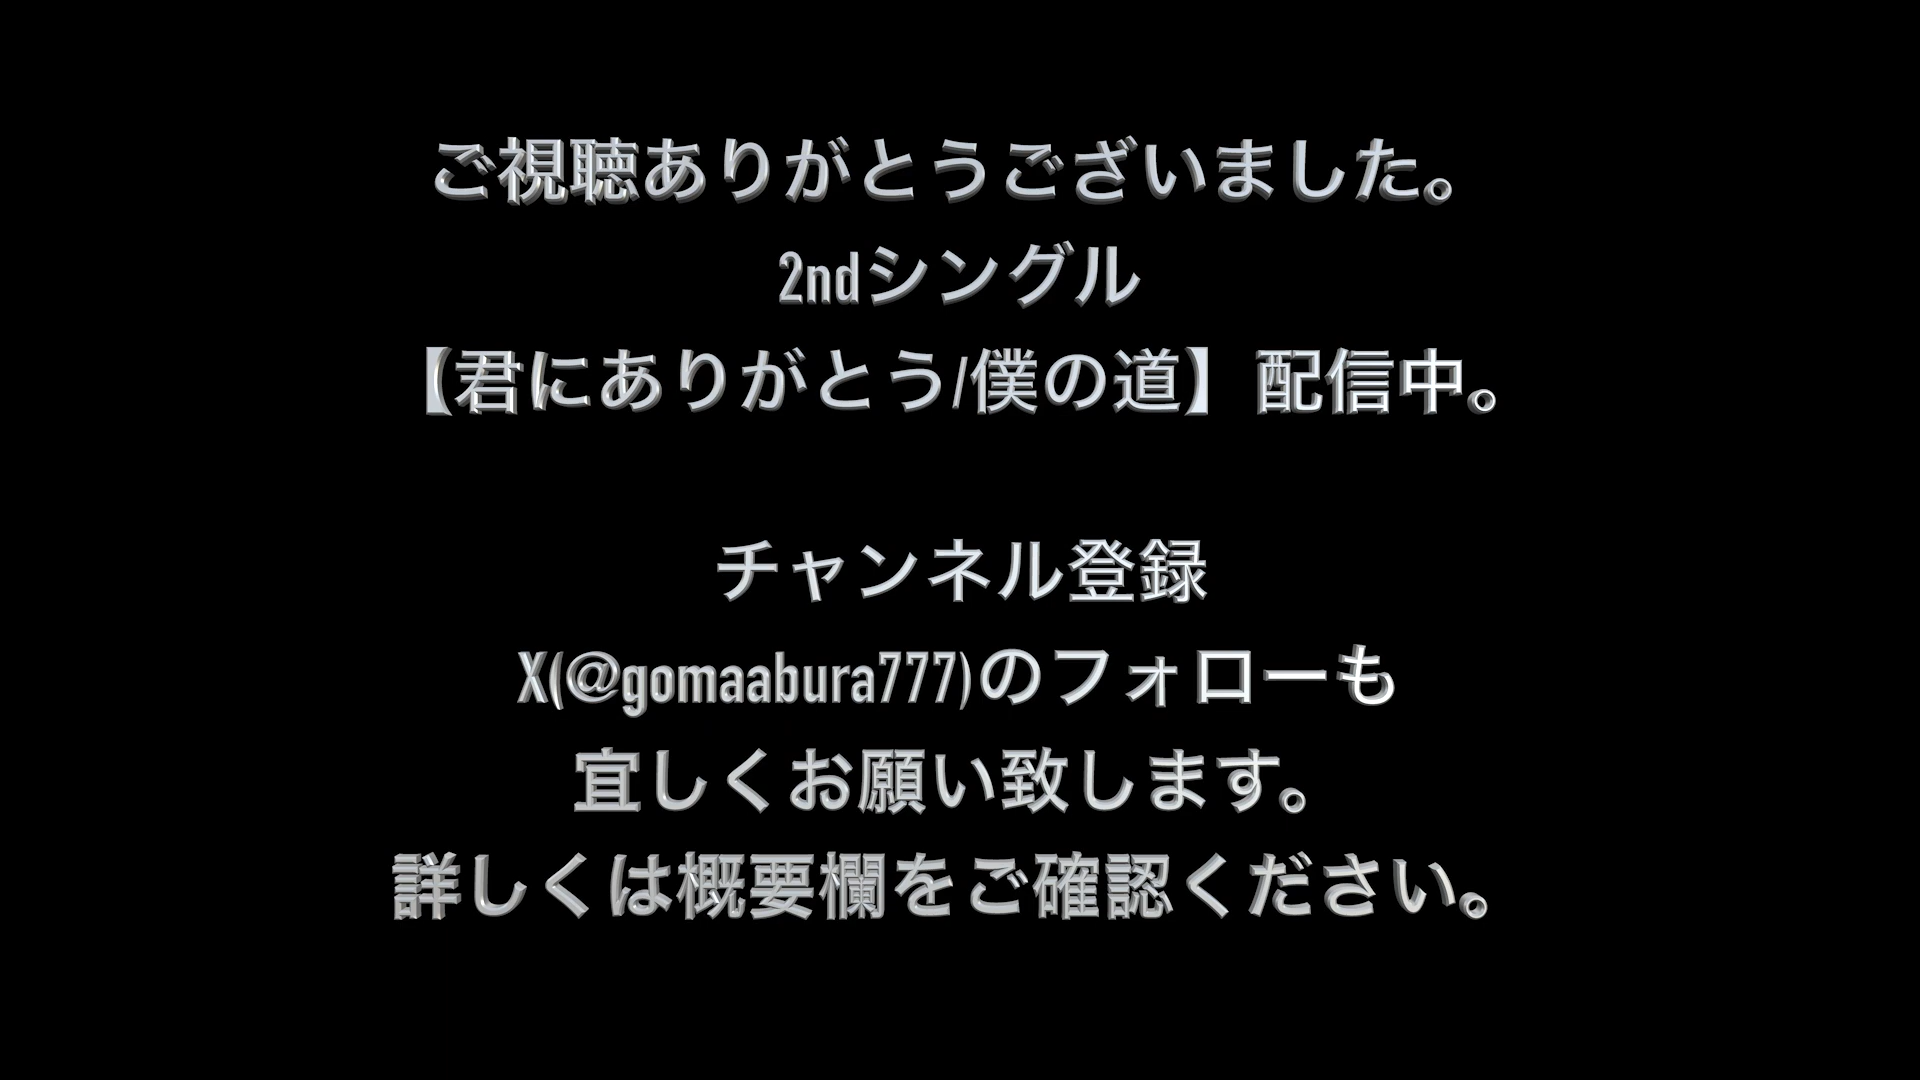 ご視聴ありがとうございました。
2ndシングル
【君にありがとう/僕の道】配信中。
チャンネル登録
X(@gomaabura777)のフォローも
宜しくお願い致します。
詳しくは概要欄をご確認ください。